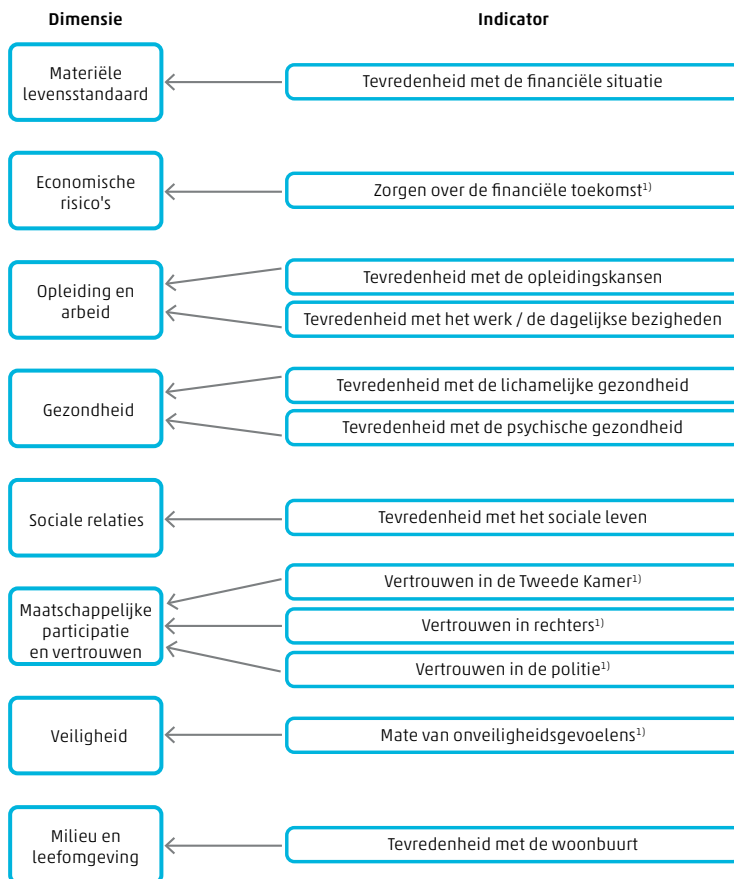 Dimensie Indicator
Materiële
levensstandaard
Tevredenheid met de financiële situatie
Economische
risico's
Zorgen over de financiële toekomst1)
Opleiding en
arbeid
Tevredenheid met de opleidingskansen
Tevredenheid met het werk / de dagelijkse bezigheden
Gezondheid
Tevredenheid met de lichamelijke gezondheid
Tevredenheid met de psychische gezondheid
Sociale relaties
Tevredenheid met het sociale leven
Maatschappelijke
participatie
en vertrouwen
Vertrouwen in de Tweede Kamer1)
Vertrouwen in rechters1)
Vertrouwen in de politie1)
Veiligheid
Mate van onveiligheidsgevoelens1)
Milieu en
leefomgeving
Tevredenheid met de woonbuurt